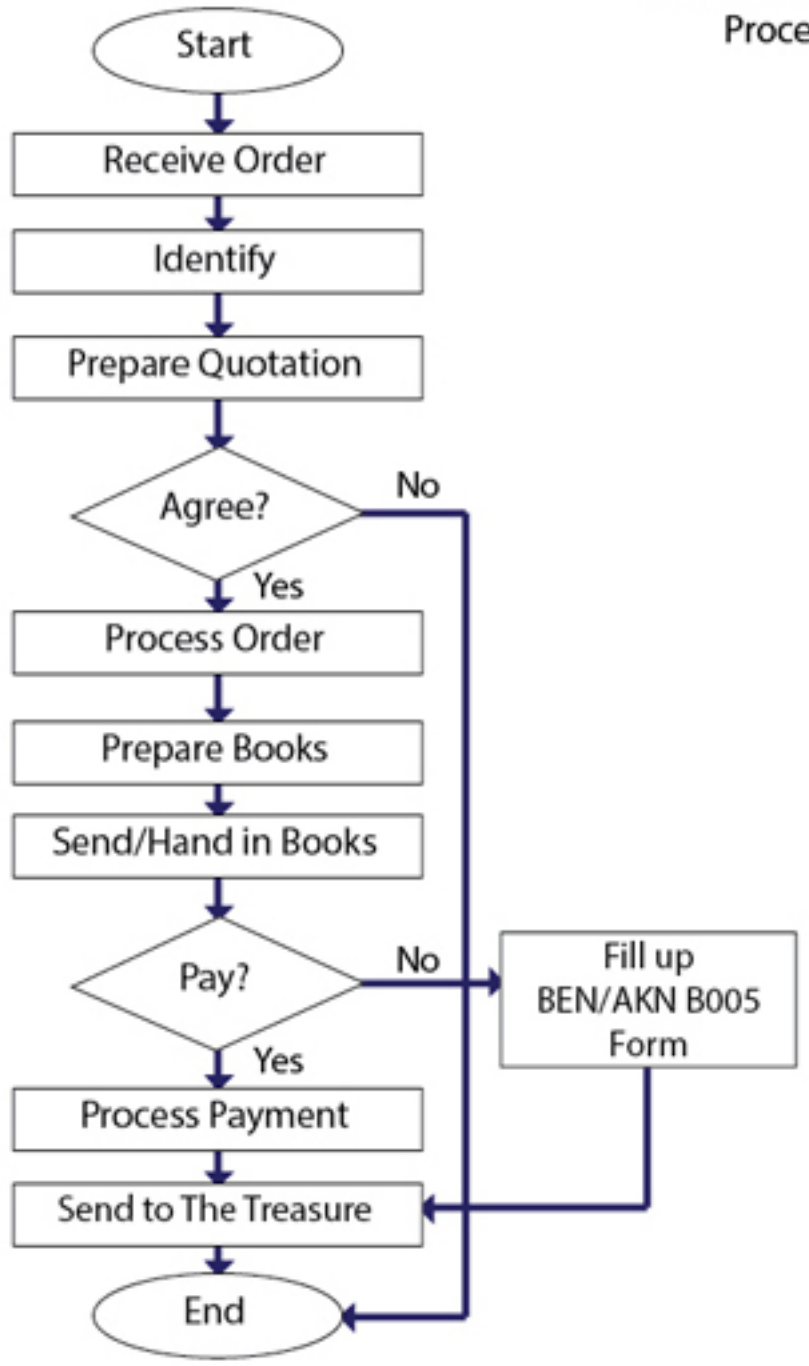 Proce
Start
Receive Order
Identify
Prepare Quotation
Agree?
No
Yes
Process Order
Prepare Books
Send/Hand in Books
Pay?
No
Fill up
BEN/AKN B005
Form
Yes
Process Payment
Send to The Treasure
End